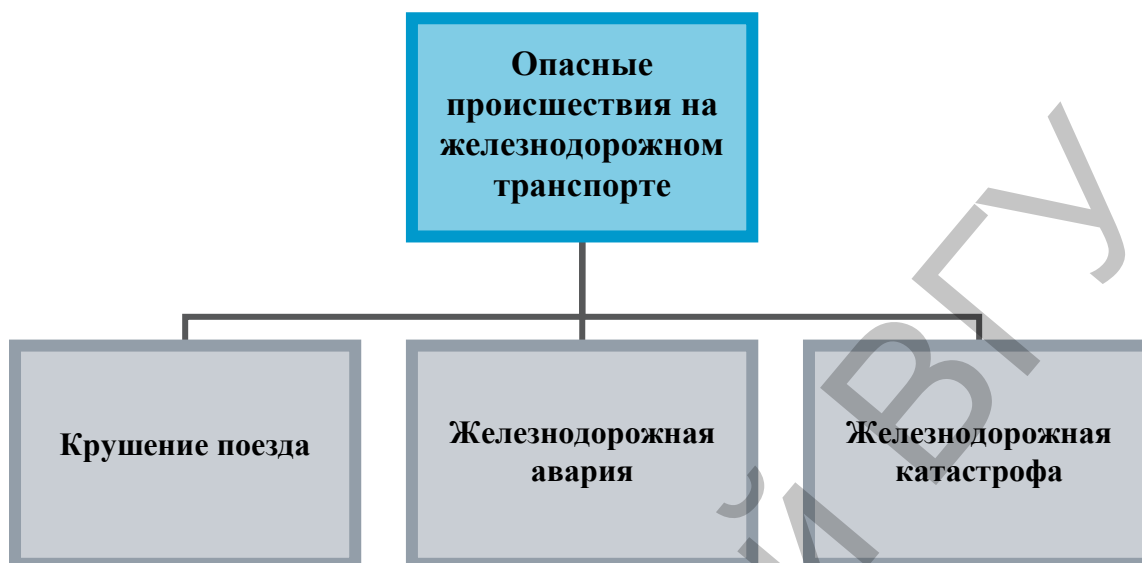 Опасные
происшествия на
железнодорожном
транспорте
Крушение поезда
Железнодорожная
авария
Железнодорожная
катастрофа
й ВГУ